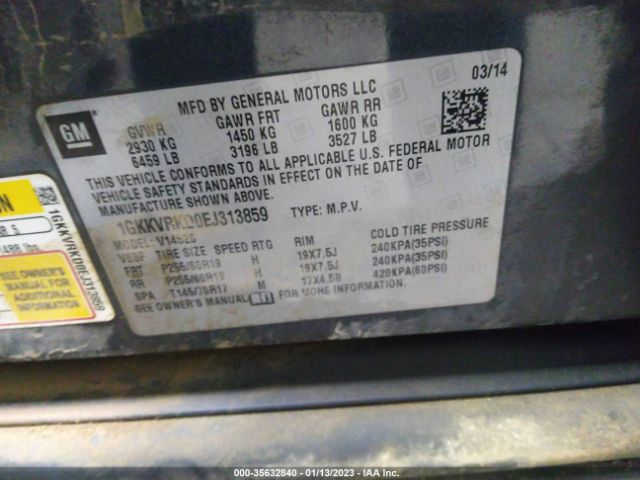 03/14
MFD BY GENERAL MOTORS LLC
GM
GVWR GAWR FRT GAWR RR
2930 KG 1450 KG 1600 KG
6459 LB 3196 LB 3527 LB
THIS VEHICLE CONFORMS TO ALL APPLICABLE U.S. FEDERAL MOTOR
VEHICLE SAFETY STANDARDS IN EFFECT ON THE DATE OF
MANUFACTURE SHOWN ABOVE.
1GKKVRKD0EJ313859 TYPE: M.P.V.
MODEL: V14526
TIRE SIZE SPEED RTG RIM COLD TIRE PRESSURE
FRT P255/60R19 H 19X7.5J 240KPA(35PSI)
RR P255/60R19 H 19X7.5J 240KPA(35PSI)
SPA T145/70R17 M 17X4.5B 420KPA(60PSI)
SEE OWNER'S MANUAL FOR MORE INFORMATION.
1GKKVRKD0EJ313859
SEE OWNER'S
MANUAL FOR
ADDITIONAL
INFORMATION
000-35632840 - 01/13/2023 - IAA Inc.